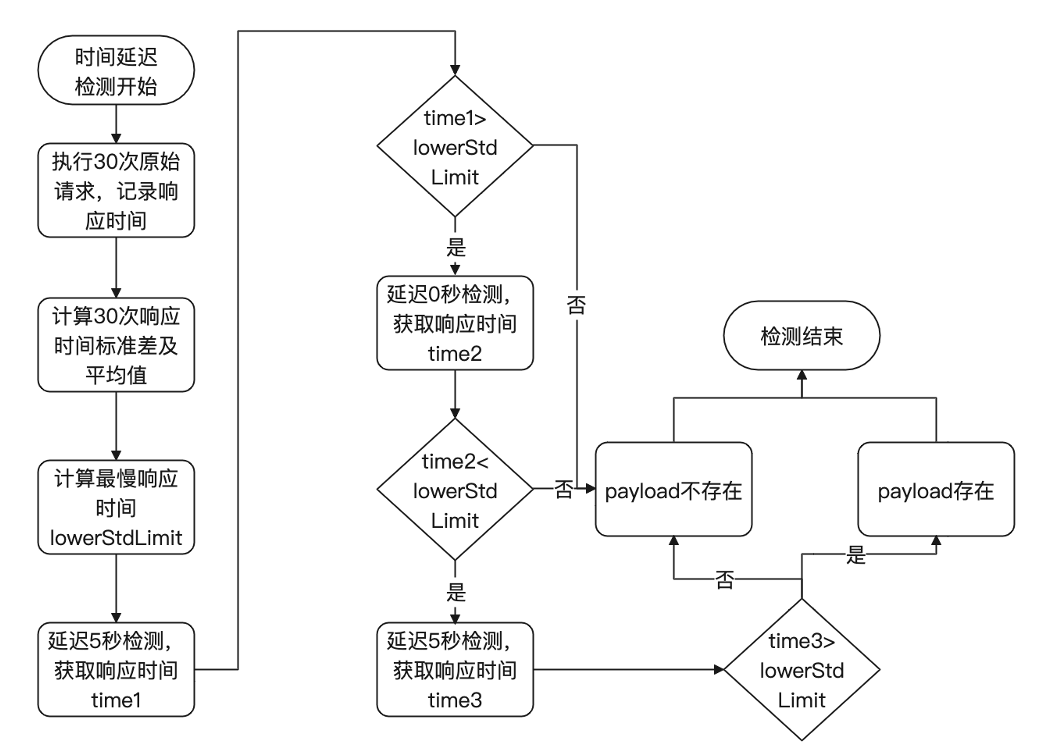 时间延迟
检测开始
执行30次原始
请求，记录响
应时间
计算30次响应
时间标准差及
平均值
计算最慢响应
时间
lowerStdLimit
延迟5秒检测，
获取响应时间
time1
time1>
lowerStd
Limit
是
否
延迟0秒检测，
获取响应时间
time2
time2<
lowerStd
Limit
否
是
延迟5秒检测，
获取响应时间
time3
time3>
lowerStd
Limit
否
是
payload不存在
payload存在
检测结束